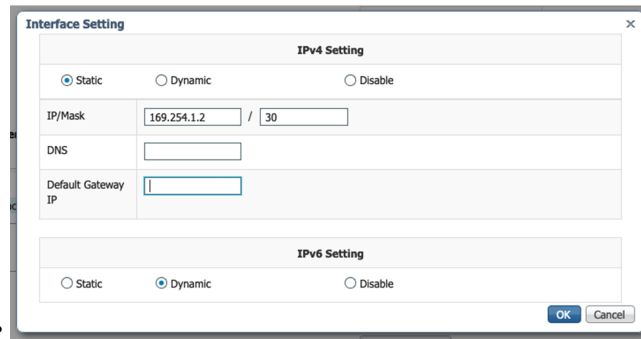 Interface Setting x
IPv4 Setting
Static Dynamic Disable
IP/Mask 169.254.1.2 / 30
DNS
Default Gateway
IP
IPv6 Setting
Static Dynamic Disable
OK Cancel